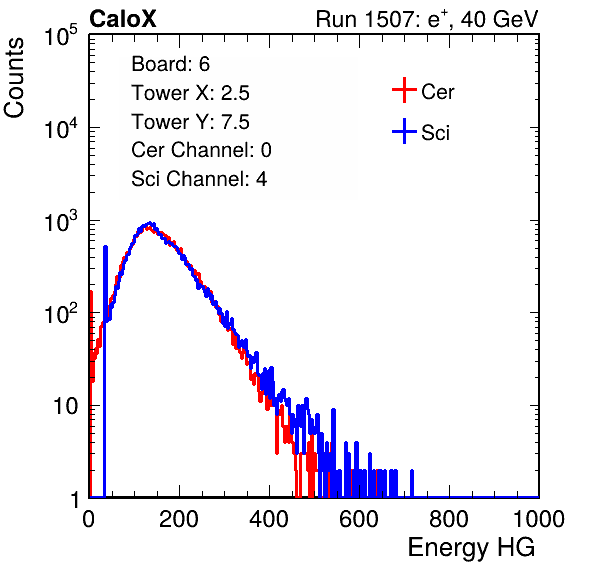 CaloX Run 1507: e⁺, 40 GeV
Counts
10⁵
10⁴
10³
10²
10
1
Board: 6
Tower X: 2.5
Tower Y: 7.5
Cer Channel: 0
Sci Channel: 4
Cer
Sci
0 200 400 600 800 1000
Energy HG